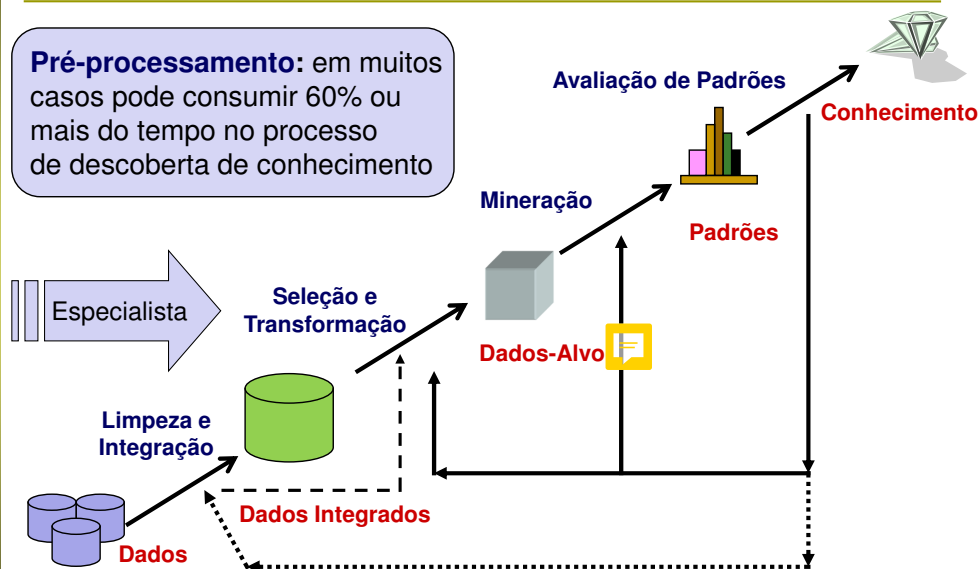 Pré-processamento: em muitos
casos pode consumir 60% ou
mais do tempo no processo
de descoberta de conhecimento
Avaliação de Padrões
Conhecimento
Mineração
Padrões
Especialista
Seleção e
Transformação
Dados-Alvo
Limpeza e
Integração
Dados Integrados
Dados